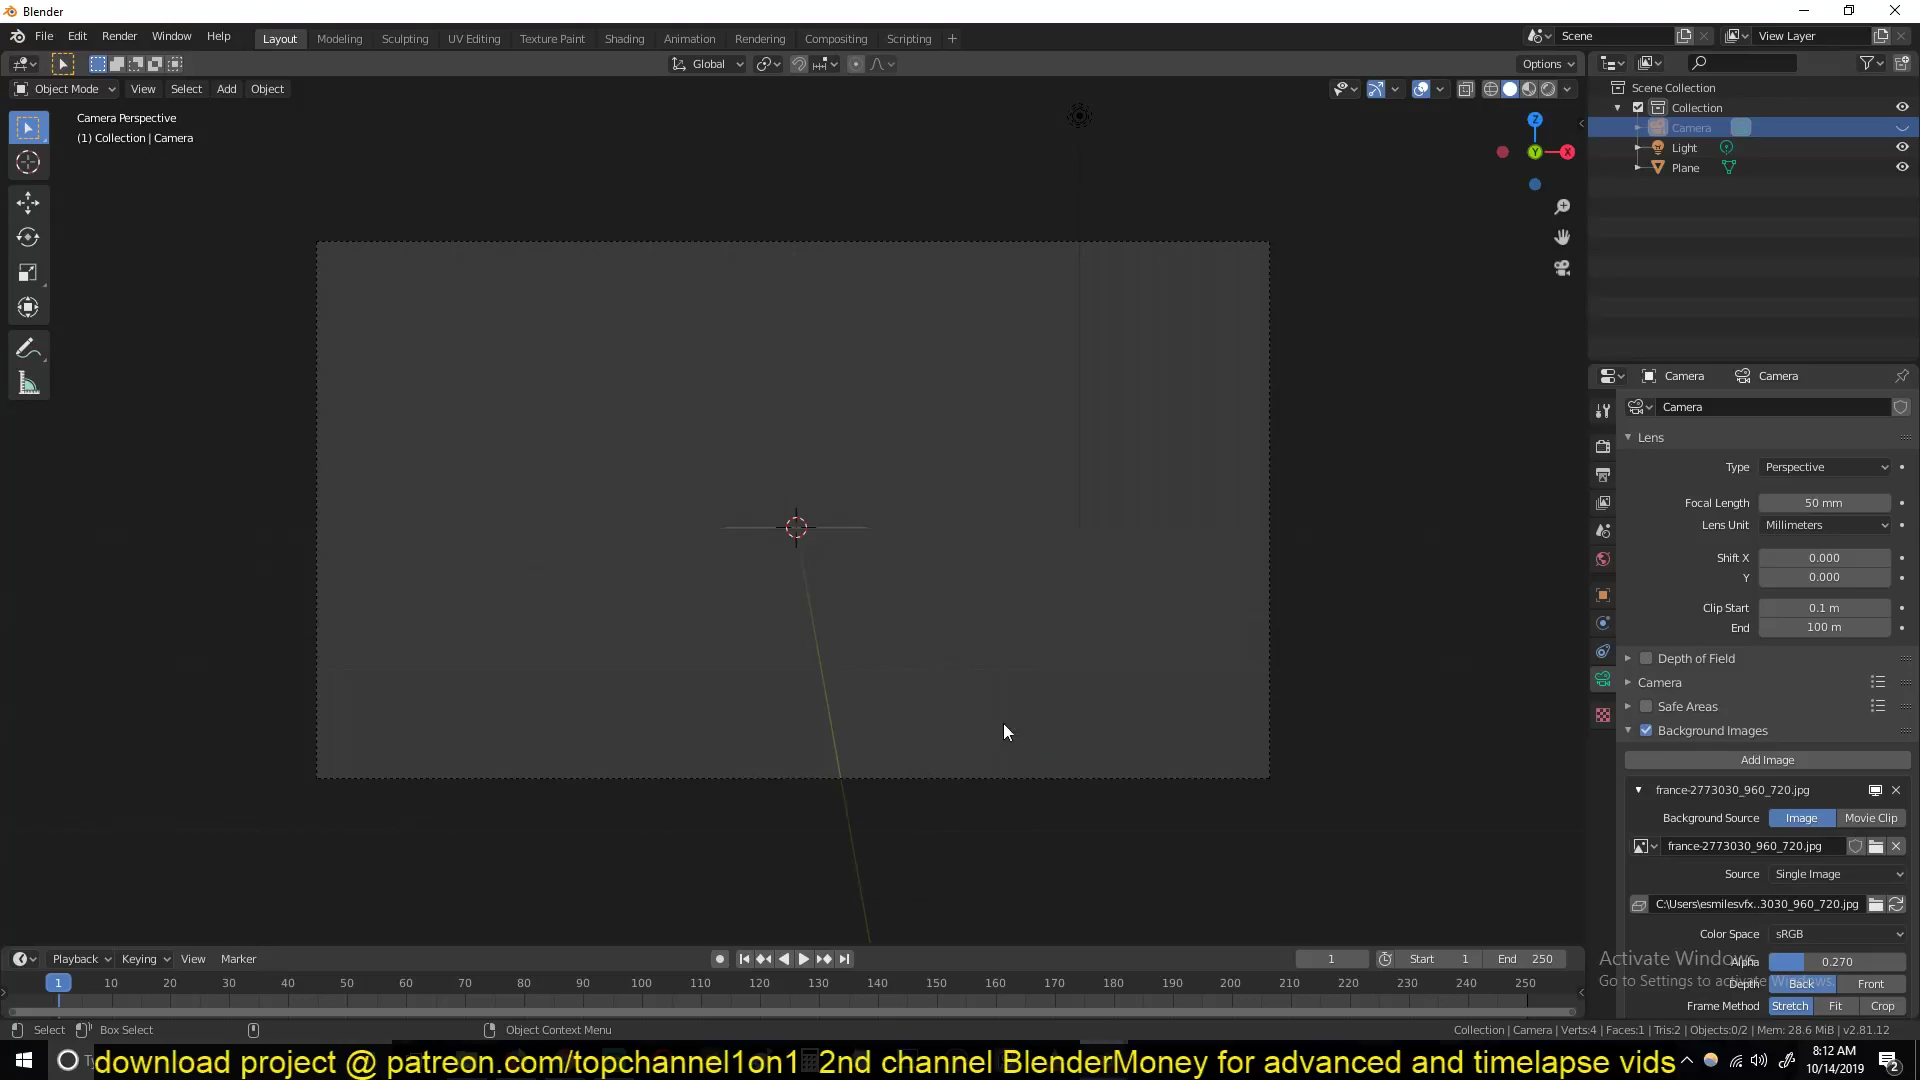 Blender
File Edit Render Window Help Layout Modeling Sculpting UV Editing Texture Paint Shading Animation Rendering Compositing Scripting + Scene View Layer
Global Options
Object Mode View Select Add Object
Camera Perspective
(1) Collection | Camera
Z
Y X
Scene Collection
Collection
Camera
Light
Plane
Camera Camera
Camera
Lens
Type Perspective
Focal Length 50 mm
Lens Unit Millimeters
Shift X 0.000
Y 0.000
Clip Start 0.1 m
End 100 m
Depth of Field
Camera
Safe Areas
Background Images
Add Image
france-2773030_960_720.jpg
Background Source Image Movie Clip
france-2773030_960_720.jpg
Source Single Image
C:\Users\esmilesvfx..3030_960_720.jpg
Color Space sRGB
Alpha 0.270
Depth Back Front
Frame Method Stretch Fit Crop
Activate Windows
Go to Settings to activate Windows.
Playback Keying View Marker 1 Start 1 End 250
1 10 20 30 40 50 60 70 80 90 100 110 120 130 140 150 160 170 180 190 200 210 220 230 240 250
Select Box Select Object Context Menu Collection | Camera | Verts:4 | Faces:1 | Tris:2 | Objects:0/2 | Mem: 28.6 MiB | v2.81.12
download project @ patreon.com/topchannel1on1 2nd channel BlenderMoney for advanced and timelapse vids
8:12 AM
10/14/2019
2